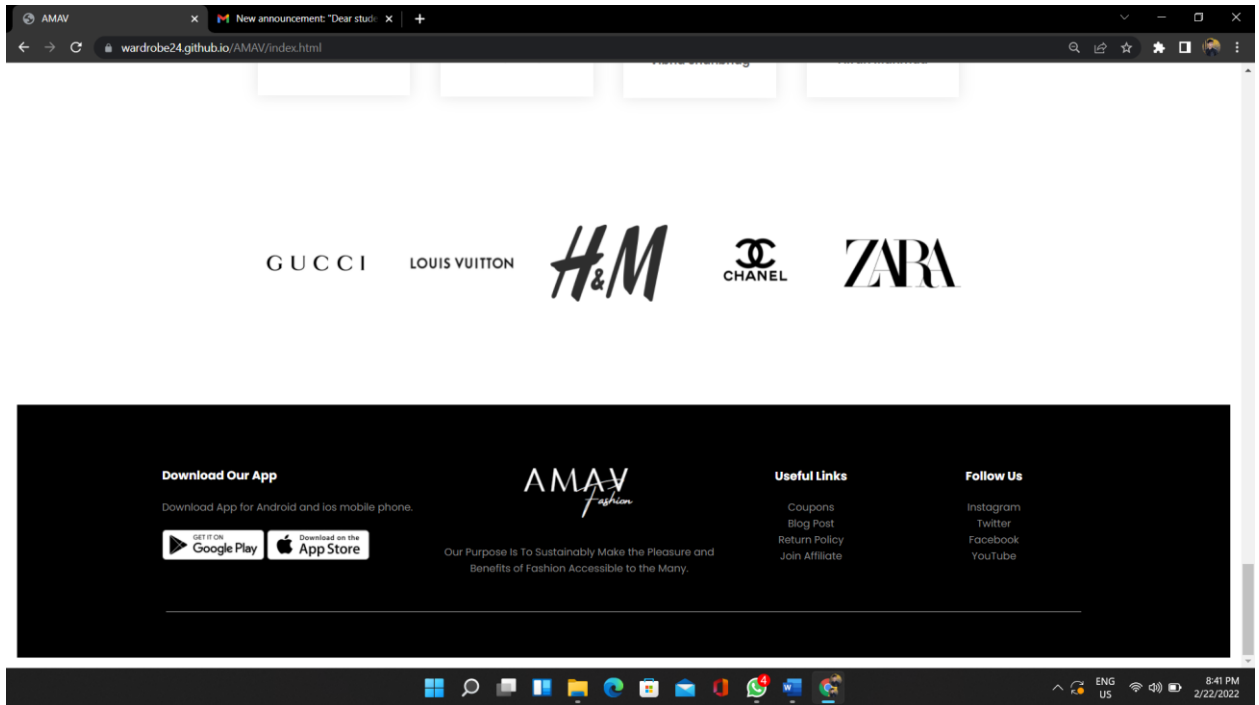 AMAV
New announcement: "Dear stude
wardrobe24.github.io/AMAV/index.html
GUCCI
LOUIS VUITTON
H&M
CHANEL
ZARA
Download Our App
Download App for Android and ios mobile phone.
GET IT ON
Google Play
Download on the
App Store
AMAV
Fashion
Our Purpose Is To Sustainably Make the Pleasure and
Benefits of Fashion Accessible to the Many.
Useful Links
Coupons
Blog Post
Return Policy
Join Affiliate
Follow Us
Instagram
Twitter
Facebook
YouTube
4
ENG
US
8:41 PM
2/22/2022